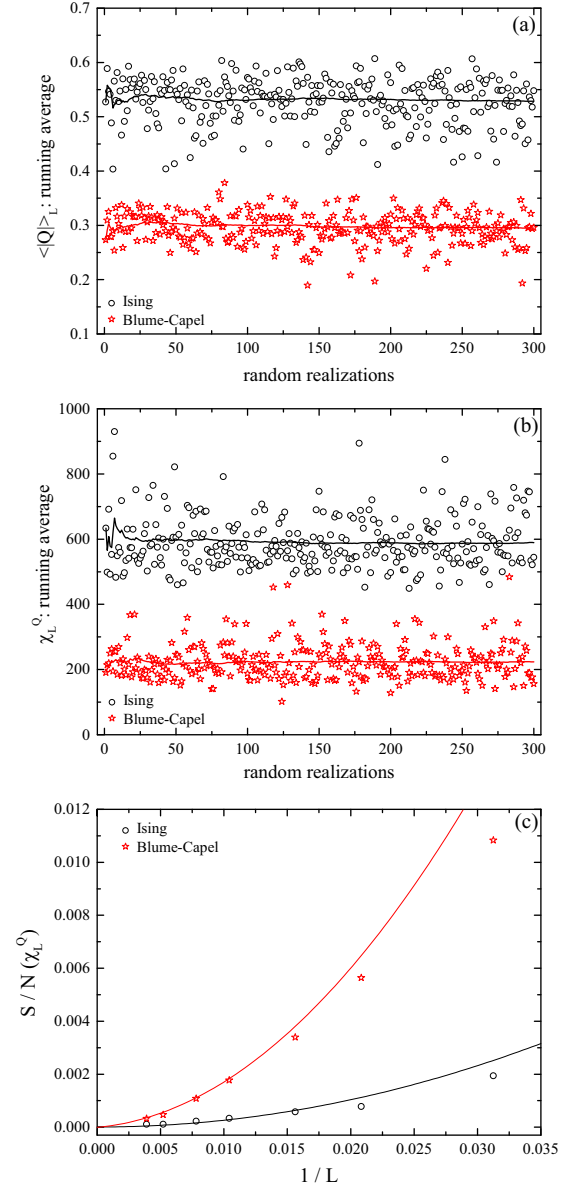 (a)
0.6
0.5
0.4
0.3
0.2
0.1
<|Q|>_L : running average
Ising
Blume-Capel
0 50 100 150 200 250 300
random realizations
(b)
1000
800
600
400
200
0
χ_L^Q : running average
Ising
Blume-Capel
0 50 100 150 200 250 300
random realizations
(c)
0.012
0.010
0.008
0.006
0.004
0.002
0.000
S / N (χ_L^Q)
Ising
Blume-Capel
0.000 0.005 0.010 0.015 0.020 0.025 0.030 0.035
1 / L